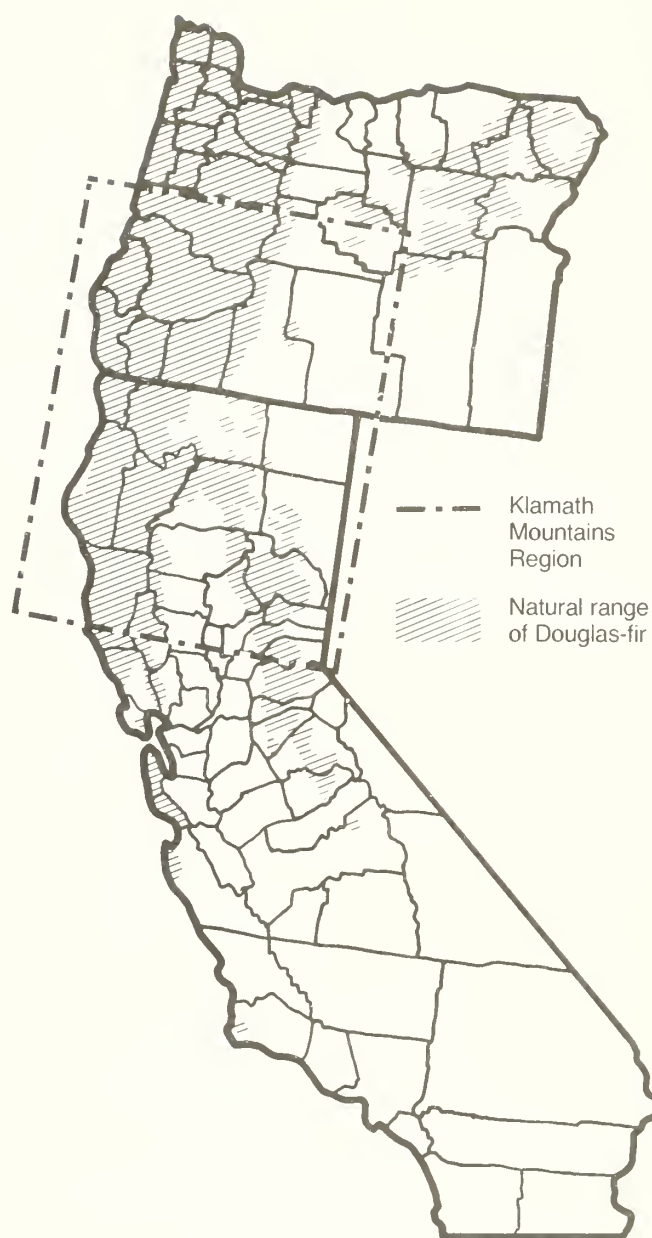 Klamath
Mountains
Region
Natural range
of Douglas-fir